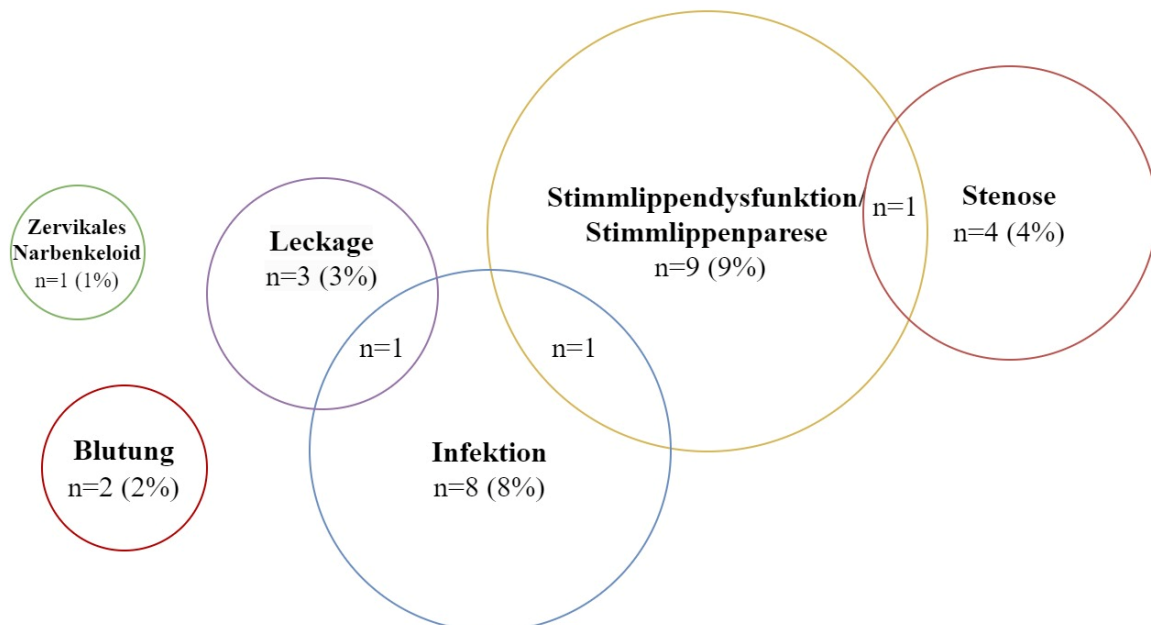 Zervikales
Narbenkeloid
n=1 (1%)
Leckage
n=3 (3%)
n=1
Stimmlippendysfunktion/
Stimmlippenparese
n=9 (9%)
n=1
Stenose
n=4 (4%)
n=1
Blutung
n=2 (2%)
Infektion
n=8 (8%)